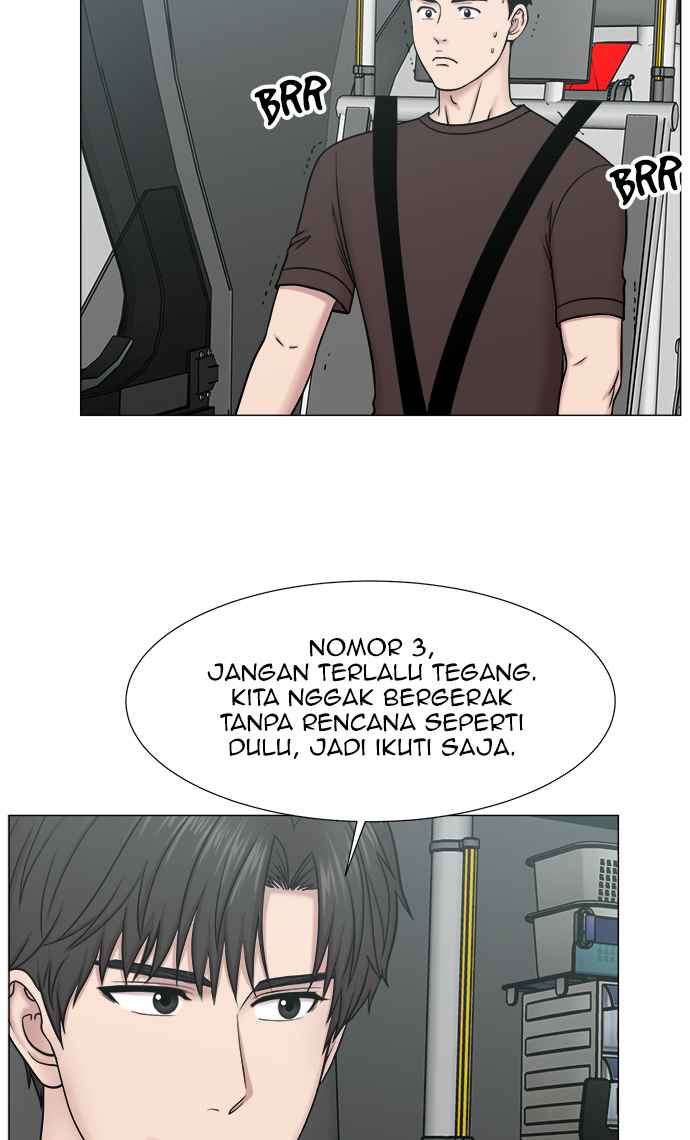 BRR
BRR
NOMOR 3,
JANGAN TERLALU TEGANG.
KITA NGGAK BERGERAK
TANPA RENCANA SEPERTI
DULU, JADI IKUTI SAJA.